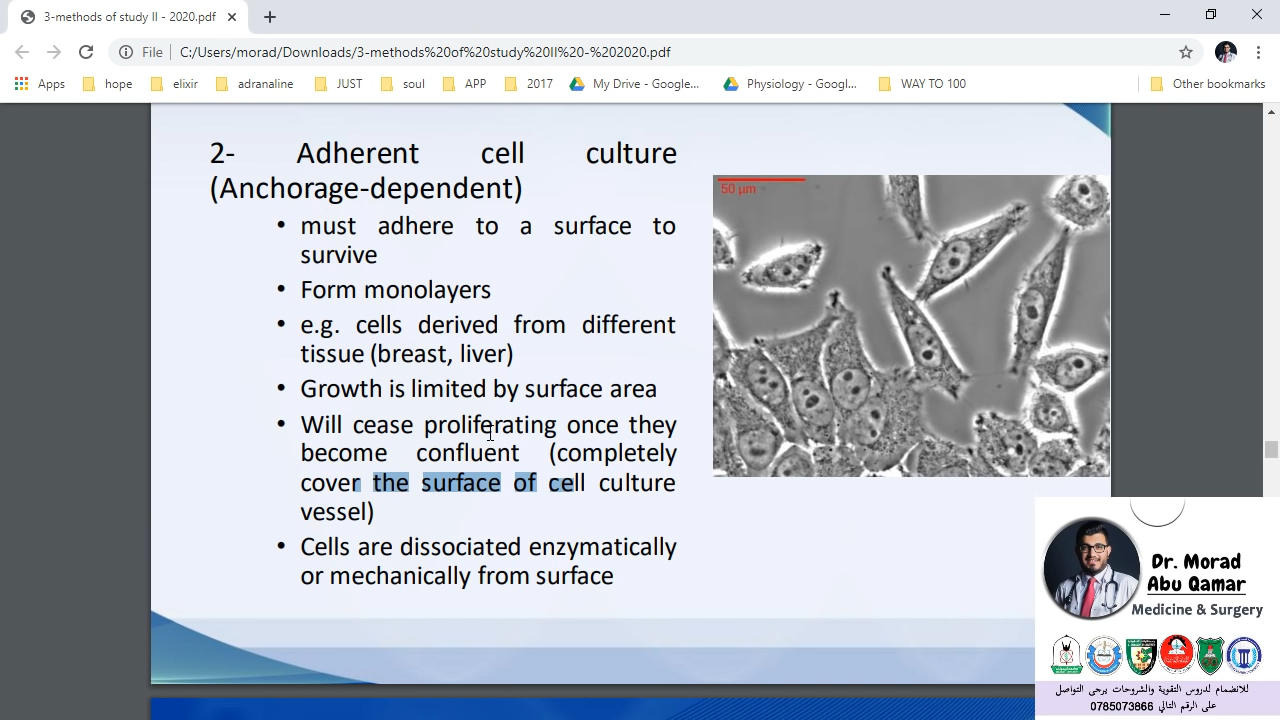 3-methods of study II - 2020.pdf
File
C:/Users/morad/Downloads/3-methods%20of%20study%20II%20-%202020.pdf
Apps
hope
elixir
adranaline
JUST
soul
APP
2017
My Drive - Google...
Physiology - Googl...
WAY TO 100
Other bookmarks
2- Adherent cell culture
(Anchorage-dependent)
• must adhere to a surface to
survive
• Form monolayers
• e.g. cells derived from different
tissue (breast, liver)
• Growth is limited by surface area
• Will cease proliferating once they
become confluent (completely
cover the surface of cell culture
vessel)
• Cells are dissociated enzymatically
or mechanically from surface
50 µm
Dr. Morad
Abu Qamar
Medicine & Surgery
للانضمام لدروس التقوية والشروحات يرجى التواصل
على الرقم التالي 0785073866